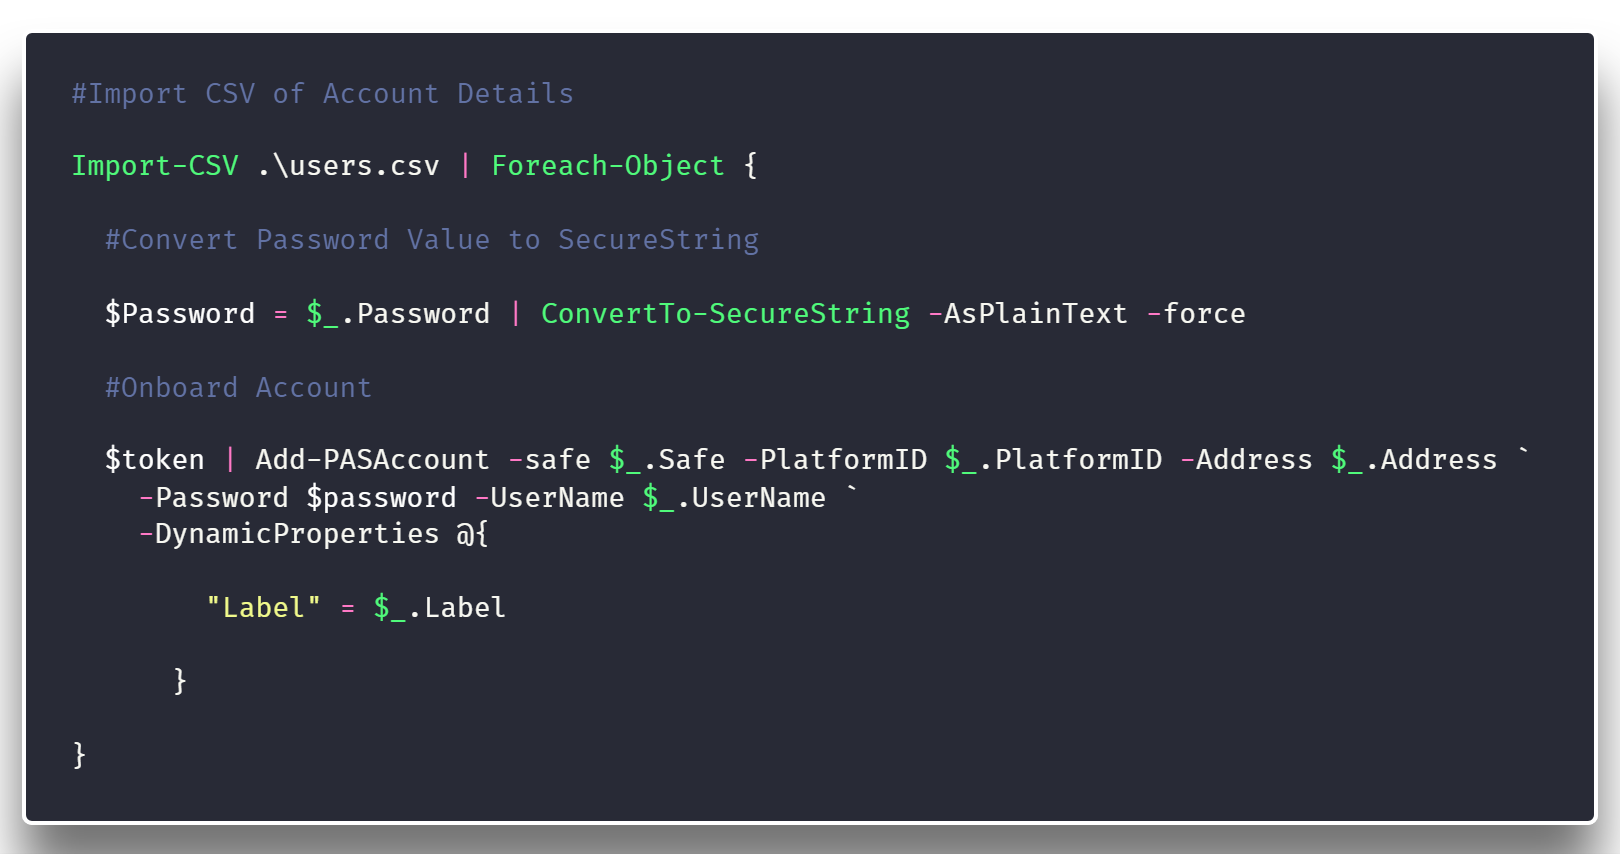 #Import CSV of Account Details
Import-CSV .\users.csv | Foreach-Object {
#Convert Password Value to SecureString
$Password = $_.Password | ConvertTo-SecureString -AsPlainText -force
#Onboard Account
$token | Add-PASAccount -safe $_.Safe -PlatformID $_.PlatformID -Address $_.Address `
-Password $password -UserName $_.UserName `
-DynamicProperties @{
"Label" = $_.Label
}
}